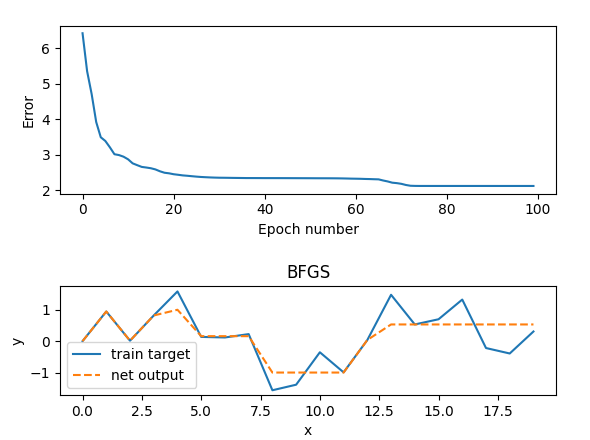 6
5
4
3
2
Error
0 20 40 60 80 100
Epoch number
BFGS
1
0
−1
y
train target
net output
0.0 2.5 5.0 7.5 10.0 12.5 15.0 17.5
x